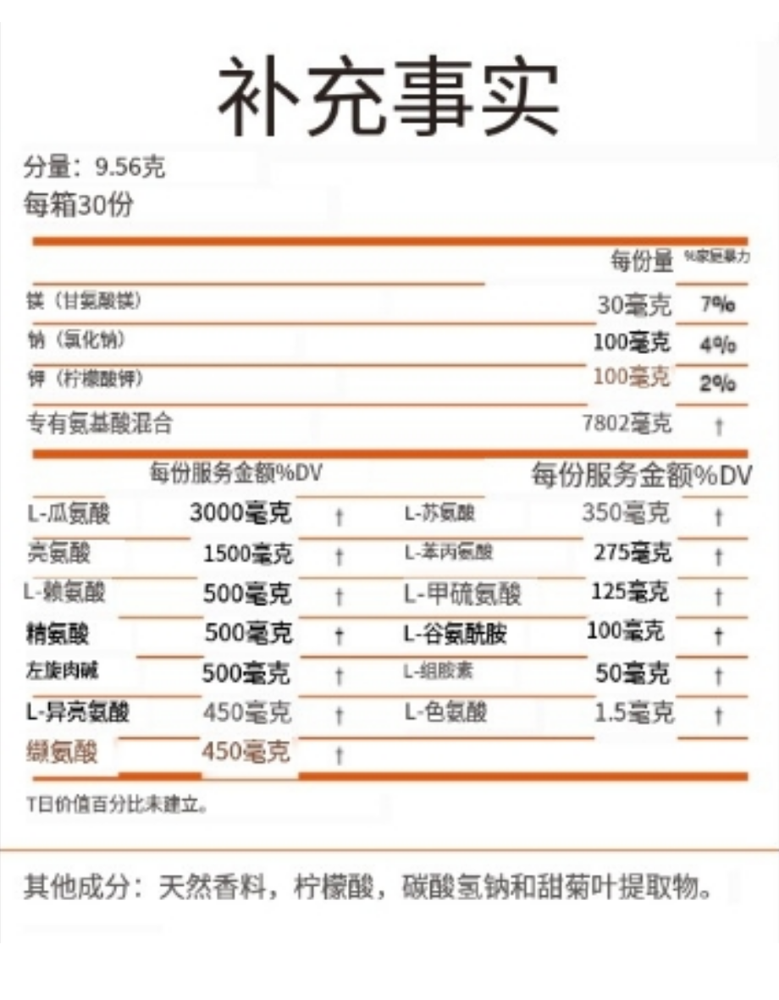 补充事实
分量：9.56克
每箱30份
每份量 %家庭暴力
镁（甘氨酸镁） 30毫克 7%
钠（氯化钠） 100毫克 4%
钾（柠檬酸钾） 100毫克 2%
专有氨基酸混合 7802毫克 †
每份服务金额%DV 每份服务金额%DV
L-瓜氨酸 3000毫克 † L-苏氨酸 350毫克 †
亮氨酸 1500毫克 † L-苯丙氨酸 275毫克 †
L-赖氨酸 500毫克 † L-甲硫氨酸 125毫克 †
精氨酸 500毫克 † L-谷氨酰胺 100毫克 †
左旋肉碱 500毫克 † L-组胺素 50毫克 †
L-异亮氨酸 450毫克 † L-色氨酸 1.5毫克 †
缬氨酸 450毫克 †
T日价值百分比未建立。
其他成分：天然香料，柠檬酸，碳酸氢钠和甜菊叶提取物。